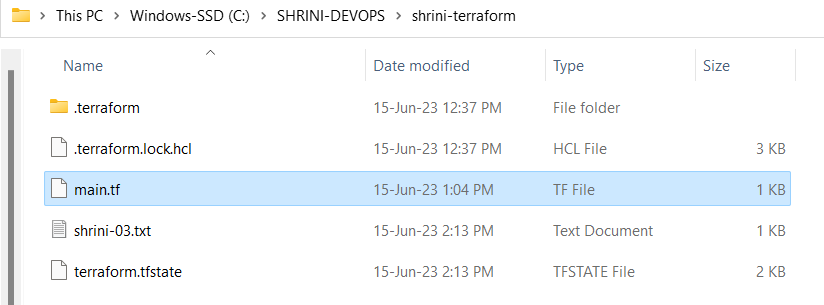 This PC > Windows-SSD (C:) > SHRINI-DEVOPS > shrini-terraform
Name Date modified Type Size
.terraform 15-Jun-23 12:37 PM File folder
.terraform.lock.hcl 15-Jun-23 12:37 PM HCL File 3 KB
main.tf 15-Jun-23 1:04 PM TF File 1 KB
shrini-03.txt 15-Jun-23 2:13 PM Text Document 1 KB
terraform.tfstate 15-Jun-23 2:13 PM TFSTATE File 2 KB